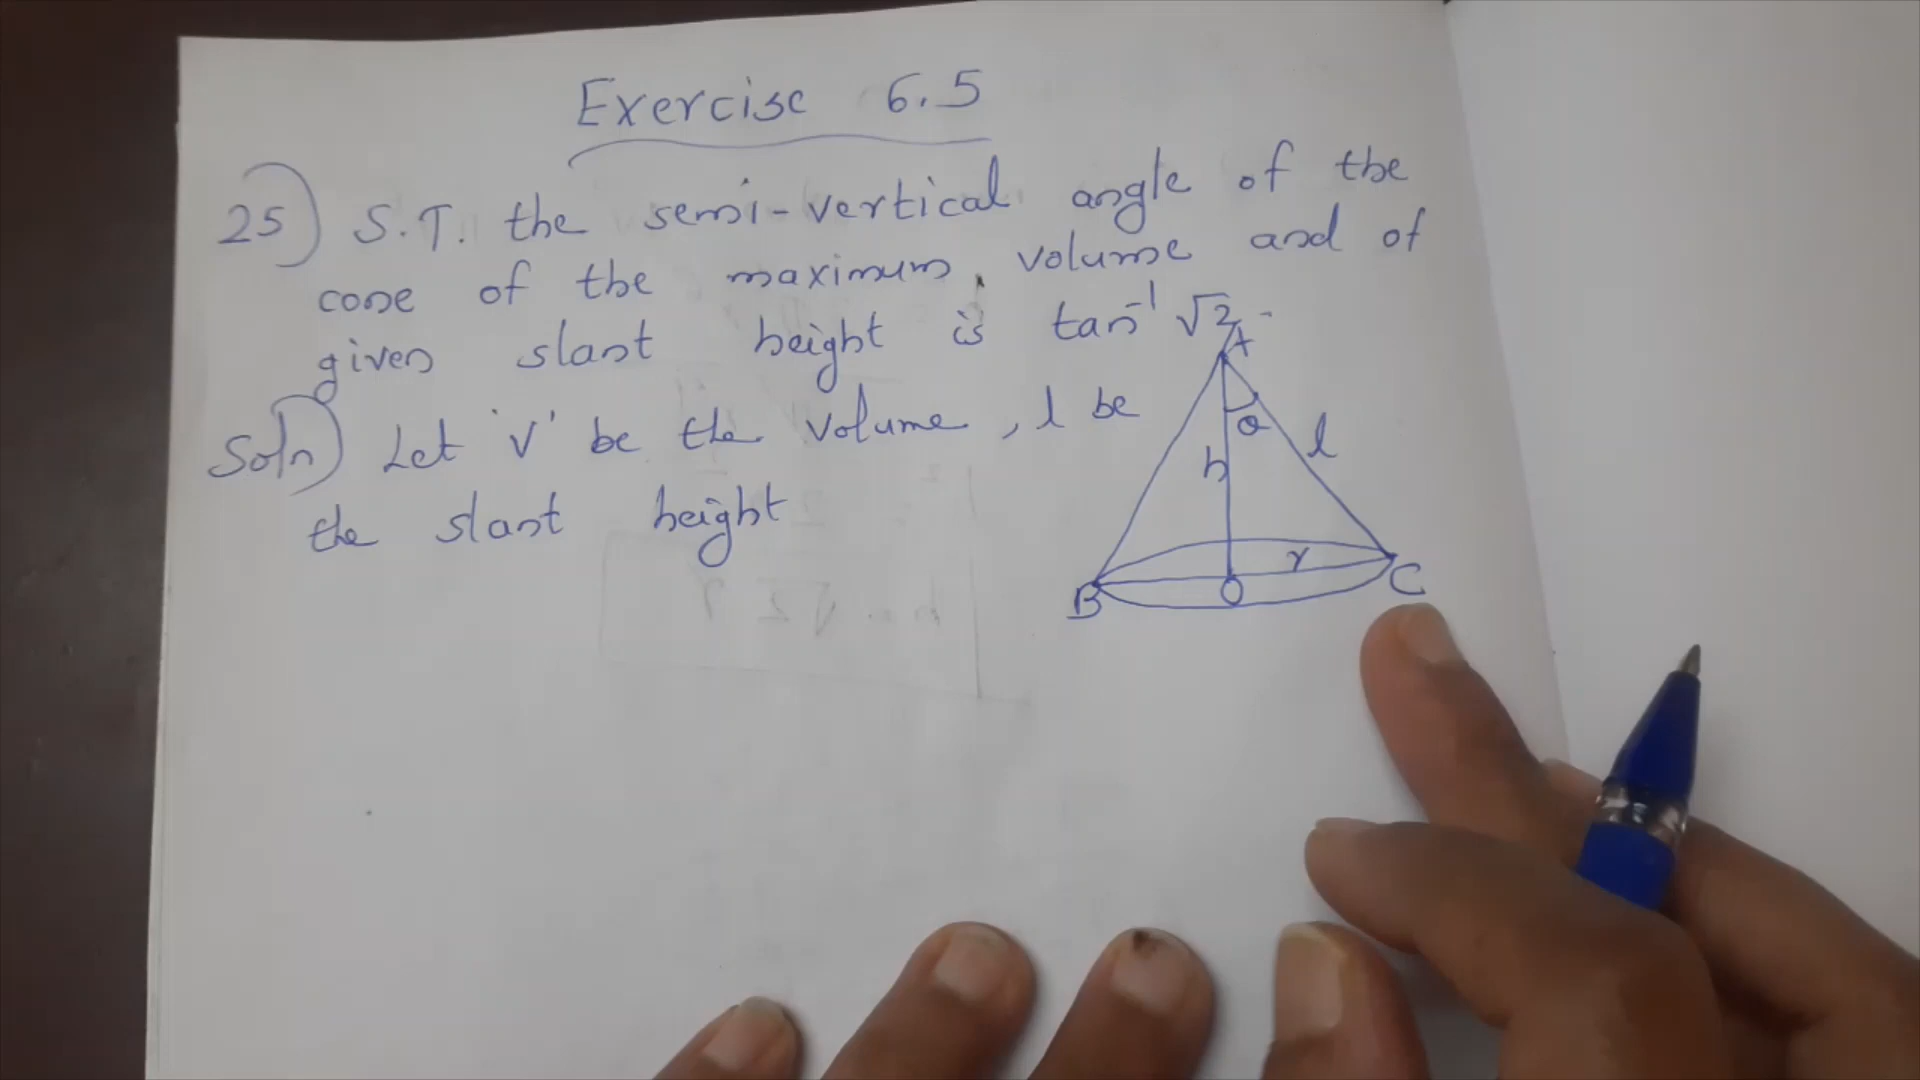 Exercise 6.5
25) S.T. the semi-vertical angle of the
cone of the maximum volume and of
given slant height is tan⁻¹ √2.
Soln) Let 'V' be the volume, l be
the slant height
A
θ
l
h
r
B
O
C